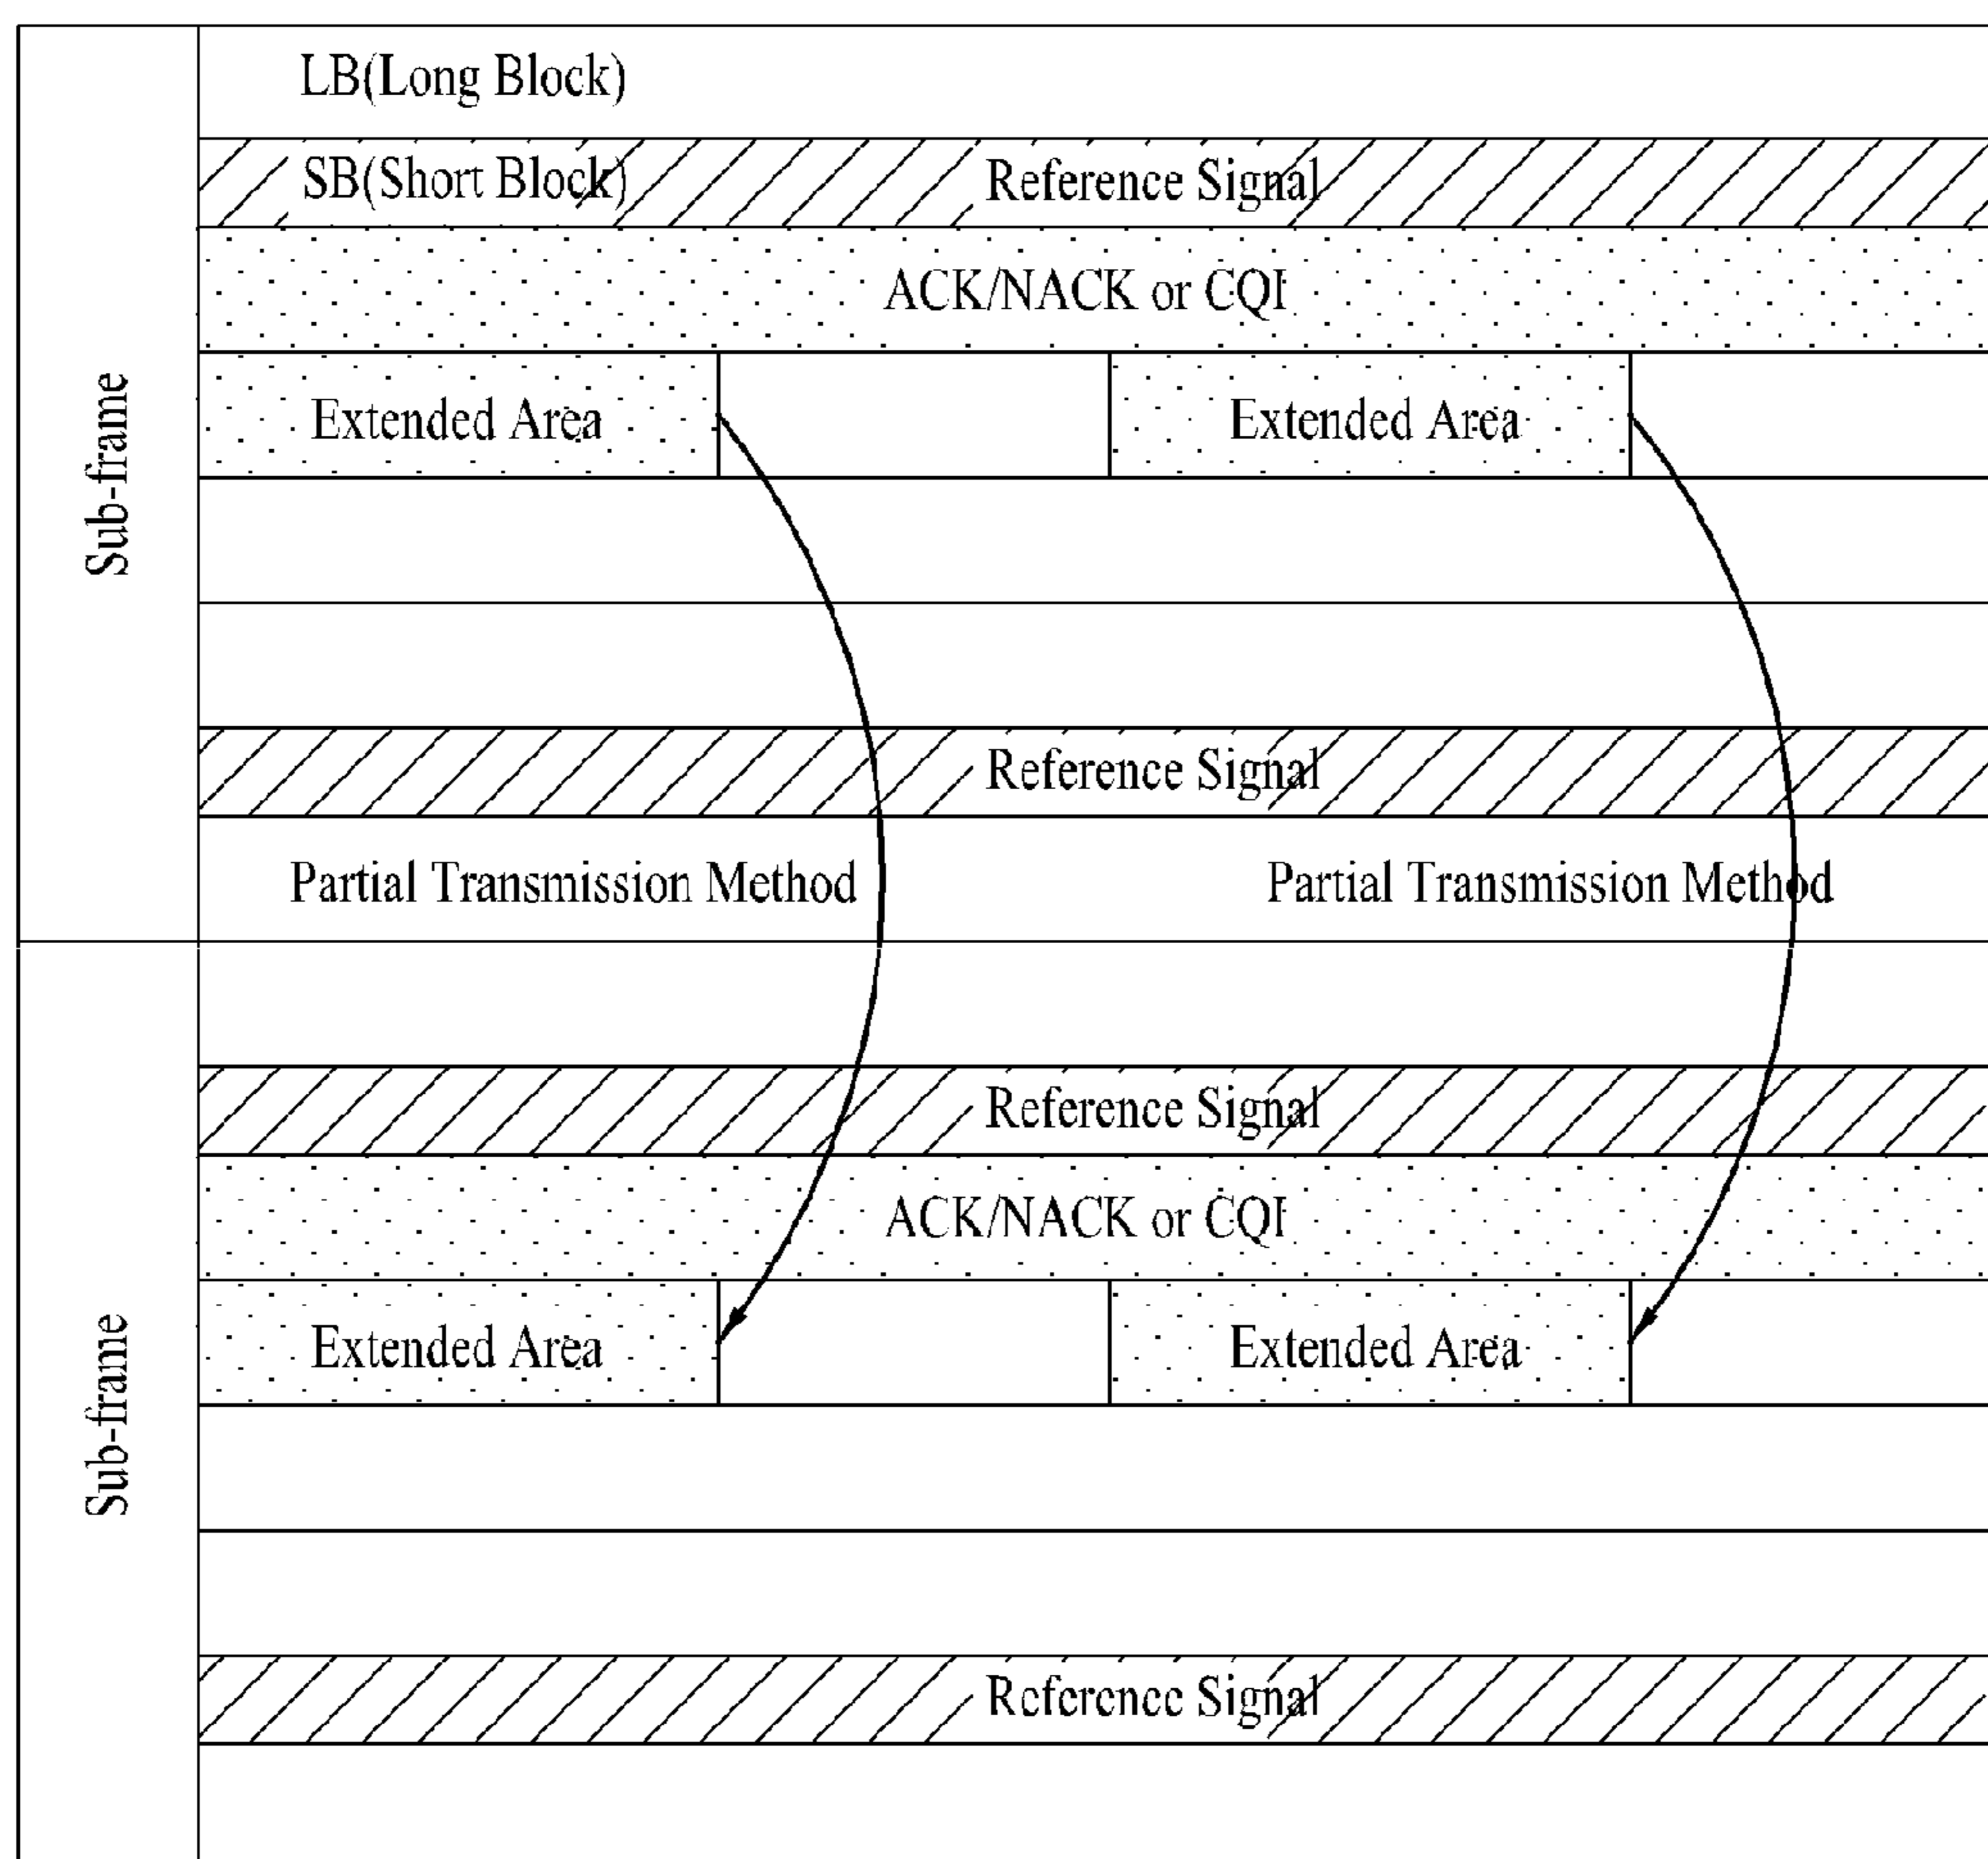 LB(Long Block)
SB(Short Block)
Reference Signal
ACK/NACK or CQI
Extended Area
Extended Area
Sub-frame
Reference Signal
Partial Transmission Method
Partial Transmission Method
Reference Signal
ACK/NACK or CQI
Extended Area
Extended Area
Sub-frame
Reference Signal